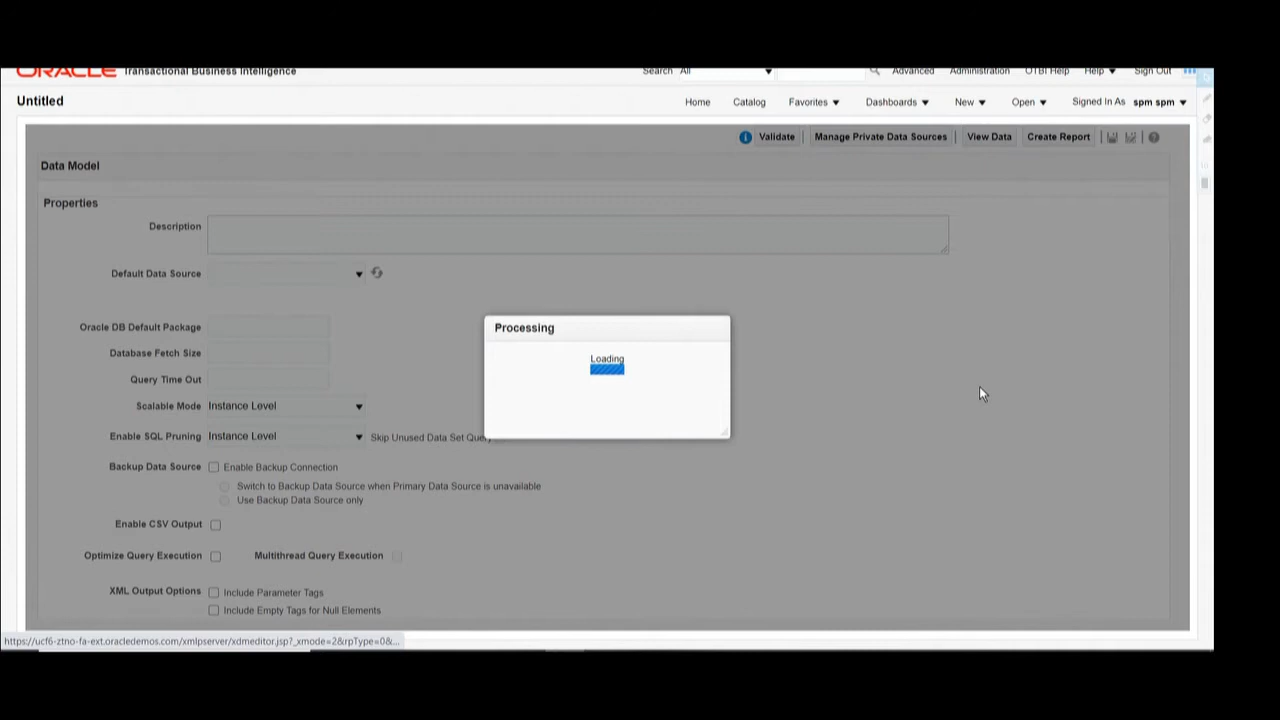 ORACLE Transactional Business Intelligence Search All Advanced Administration OTBI Help Help Sign Out
Untitled Home Catalog Favorites Dashboards New Open Signed In As spm spm
Validate Manage Private Data Sources View Data Create Report
Data Model
Properties
Description
Default Data Source
Oracle DB Default Package
Database Fetch Size
Query Time Out
Scalable Mode Instance Level
Enable SQL Pruning Instance Level Skip Unused Data Set Query
Backup Data Source Enable Backup Connection
Switch to Backup Data Source when Primary Data Source is unavailable
Use Backup Data Source only
Enable CSV Output
Optimize Query Execution Multithread Query Execution
XML Output Options Include Parameter Tags
Include Empty Tags for Null Elements
Processing
Loading
https://ucf6-ztno-fa-ext.oracledemos.com/xmlpserver/xdmeditor.jsp?_xmode=2&rpType=0&...